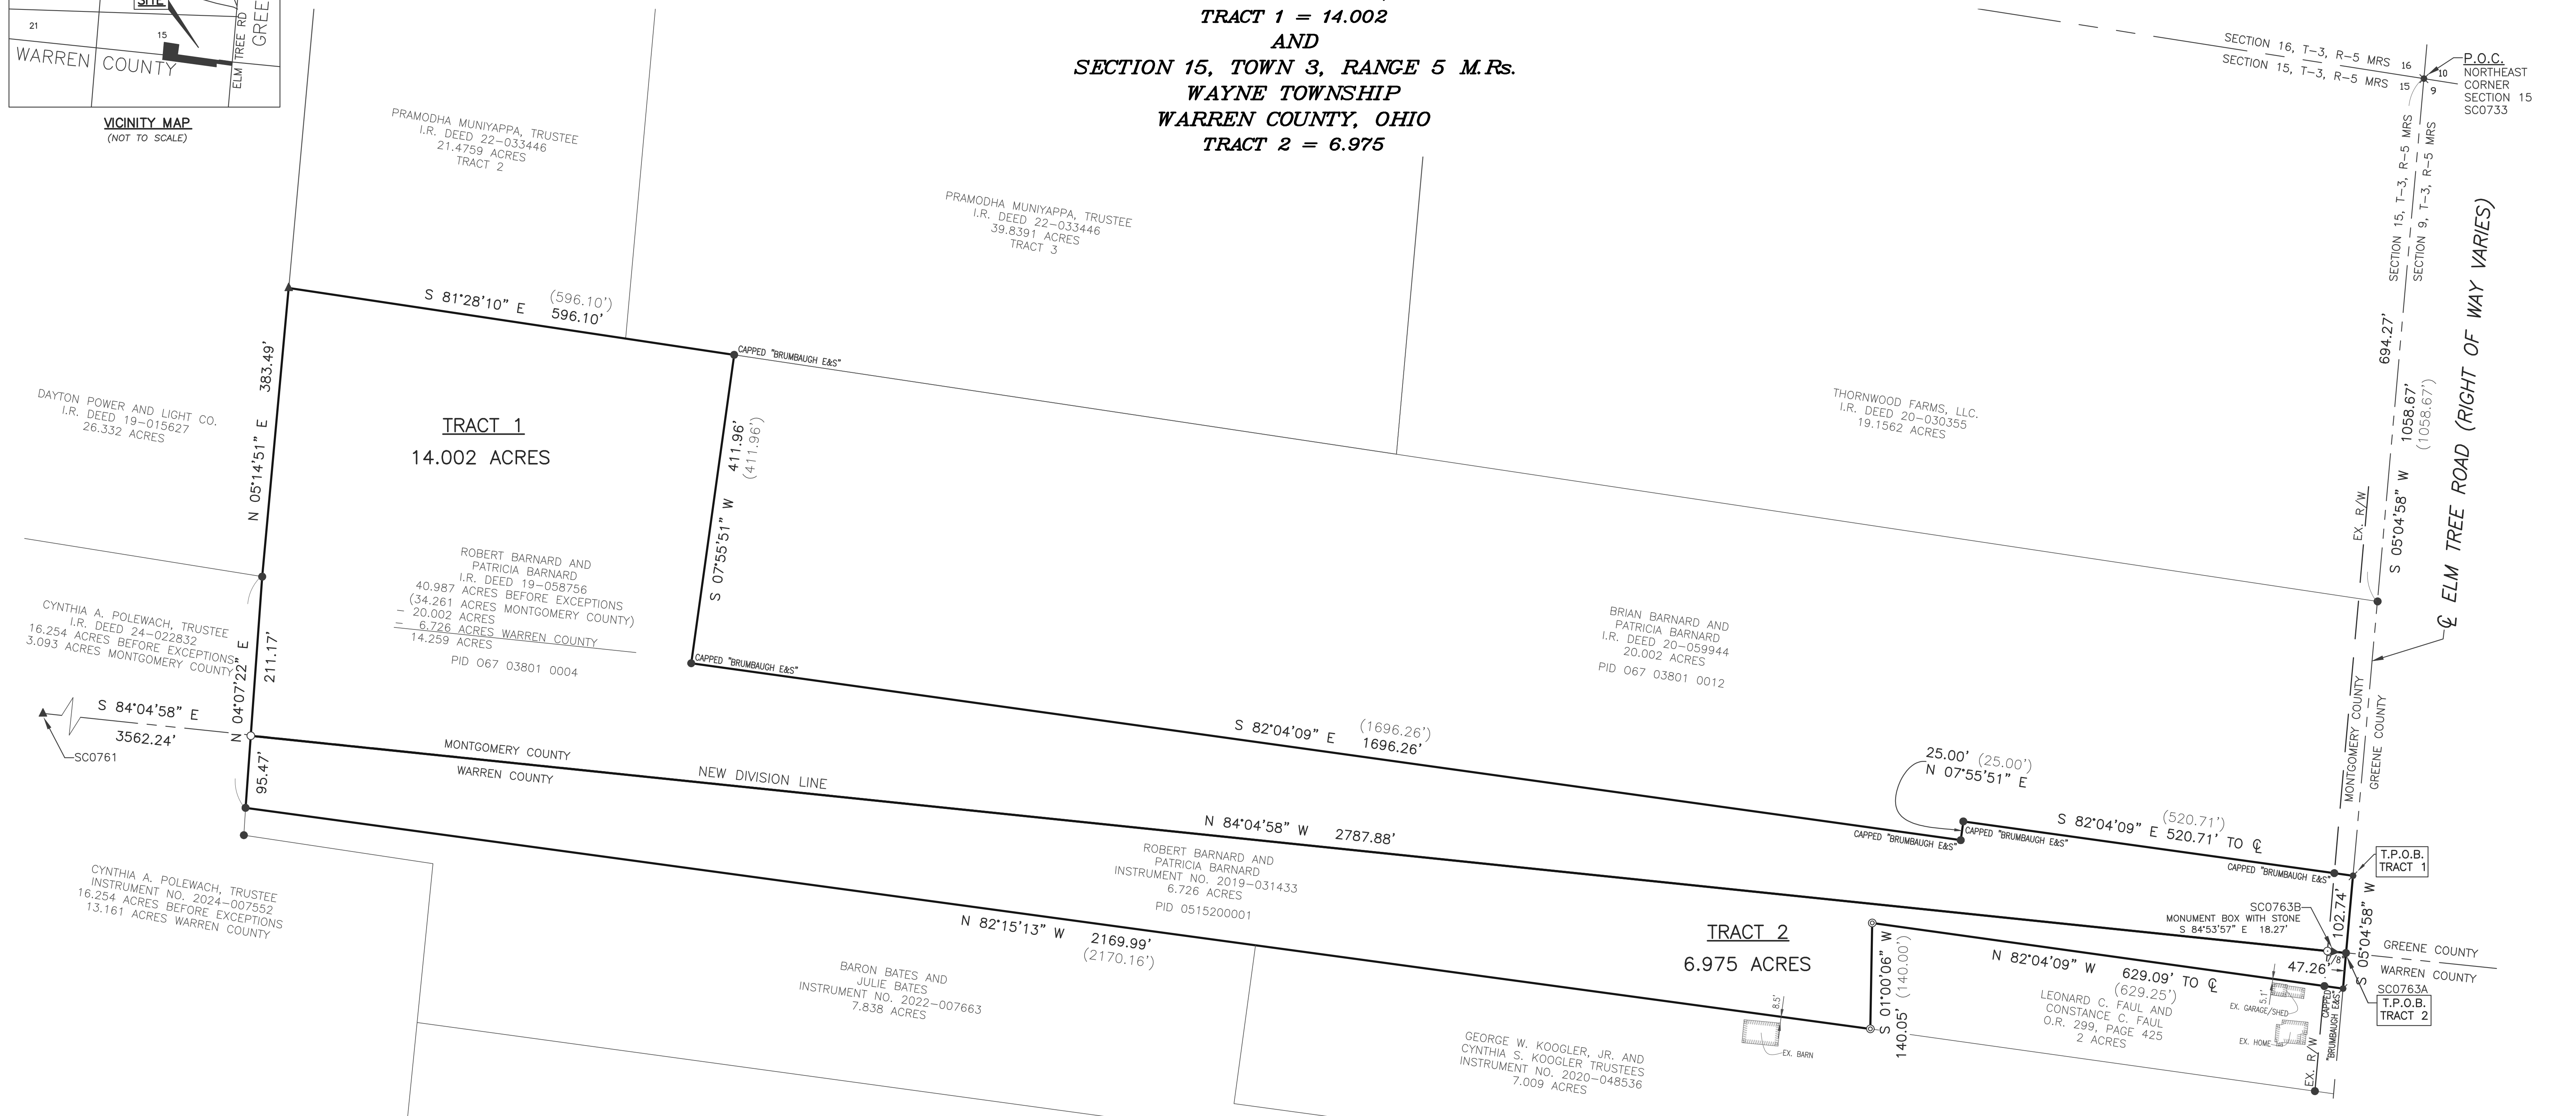 SITE
21
15
WARREN COUNTY
ELM TREE RD
GREE
VICINITY MAP
(NOT TO SCALE)
TRACT 1 = 14.002
AND
SECTION 15, TOWN 3, RANGE 5 M.Rs.
WAYNE TOWNSHIP
WARREN COUNTY, OHIO
TRACT 2 = 6.975
SECTION 16, T-3, R-5 MRS 16
SECTION 15, T-3, R-5 MRS 15
10
9
P.O.C.
NORTHEAST
CORNER
SECTION 15
SC0733
SECTION 15, T-3, R-5 MRS
SECTION 9, T-3, R-5 MRS
℄ ELM TREE ROAD (RIGHT OF WAY VARIES)
694.27'
S 05°04'58" W 1058.67'
(1058.67')
EX. R/W
MONTGOMERY COUNTY
GREENE COUNTY
PRAMODHA MUNIYAPPA, TRUSTEE
I.R. DEED 22-033446
21.4759 ACRES
TRACT 2
PRAMODHA MUNIYAPPA, TRUSTEE
I.R. DEED 22-033446
39.8391 ACRES
TRACT 3
THORNWOOD FARMS, LLC.
I.R. DEED 20-030355
19.1562 ACRES
S 81°28'10" E (596.10')
596.10'
CAPPED "BRUMBAUGH E&S"
N 05°14'51" E 383.49'
DAYTON POWER AND LIGHT CO.
I.R. DEED 19-015627
26.332 ACRES
TRACT 1
14.002 ACRES
S 07°55'51" W 411.96'
(411.96')
ROBERT BARNARD AND
PATRICIA BARNARD
I.R. DEED 19-058756
40.987 ACRES BEFORE EXCEPTIONS
(34.261 ACRES MONTGOMERY COUNTY)
- 20.002 ACRES
- 6.726 ACRES WARREN COUNTY
14.259 ACRES
PID O67 03801 0004
CAPPED "BRUMBAUGH E&S"
BRIAN BARNARD AND
PATRICIA BARNARD
I.R. DEED 20-059944
20.002 ACRES
PID O67 03801 0012
CYNTHIA A. POLEWACH, TRUSTEE
I.R. DEED 24-022832
16.254 ACRES BEFORE EXCEPTIONS
3.093 ACRES MONTGOMERY COUNTY
N 04°07'22" E 211.17'
95.47'
S 84°04'58" E
3562.24'
SC0761
MONTGOMERY COUNTY
WARREN COUNTY
NEW DIVISION LINE
S 82°04'09" E (1696.26')
1696.26'
25.00' (25.00')
N 07°55'51" E
CAPPED "BRUMBAUGH E&S"
CAPPED "BRUMBAUGH E&S"
(520.71')
S 82°04'09" E 520.71' TO ℄
CAPPED "BRUMBAUGH E&S"
T.P.O.B.
TRACT 1
N 84°04'58" W 2787.88'
ROBERT BARNARD AND
PATRICIA BARNARD
INSTRUMENT NO. 2019-031433
6.726 ACRES
PID 0515200001
SC0763B
MONUMENT BOX WITH STONE
S 84°53'57" E 18.27'
102.74'
S 05°04'58" W
GREENE COUNTY
WARREN COUNTY
47.26'
SC0763A
T.P.O.B.
TRACT 2
CAPPED
"BRUMBAUGH E&S"
N 82°15'13" W 2169.99'
(2170.16')
TRACT 2
6.975 ACRES
S 01°00'06" W
140.05' (140.00')
N 82°04'09" W 629.09' TO ℄
(629.25')
LEONARD C. FAUL AND
CONSTANCE C. FAUL
O.R. 299, PAGE 425
2 ACRES
5.1'
EX. GARAGE/SHED
EX. HOME
EX. R/W
8.5'
EX. BARN
CYNTHIA A. POLEWACH, TRUSTEE
INSTRUMENT NO. 2024-007552
16.254 ACRES BEFORE EXCEPTIONS
13.161 ACRES WARREN COUNTY
BARON BATES AND
JULIE BATES
INSTRUMENT NO. 2022-007663
7.838 ACRES
GEORGE W. KOOGLER, JR. AND
CYNTHIA S. KOOGLER TRUSTEES
INSTRUMENT NO. 2020-048536
7.009 ACRES